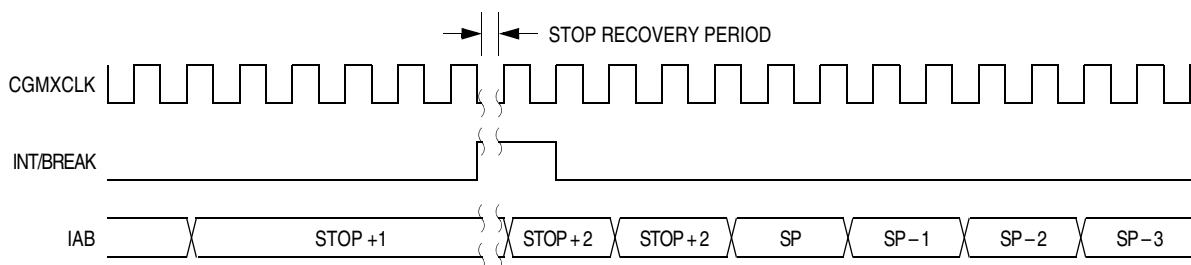 STOP RECOVERY PERIOD
CGMXCLK
INT/BREAK
IAB STOP +1 STOP + 2 STOP + 2 SP SP – 1 SP – 2 SP – 3